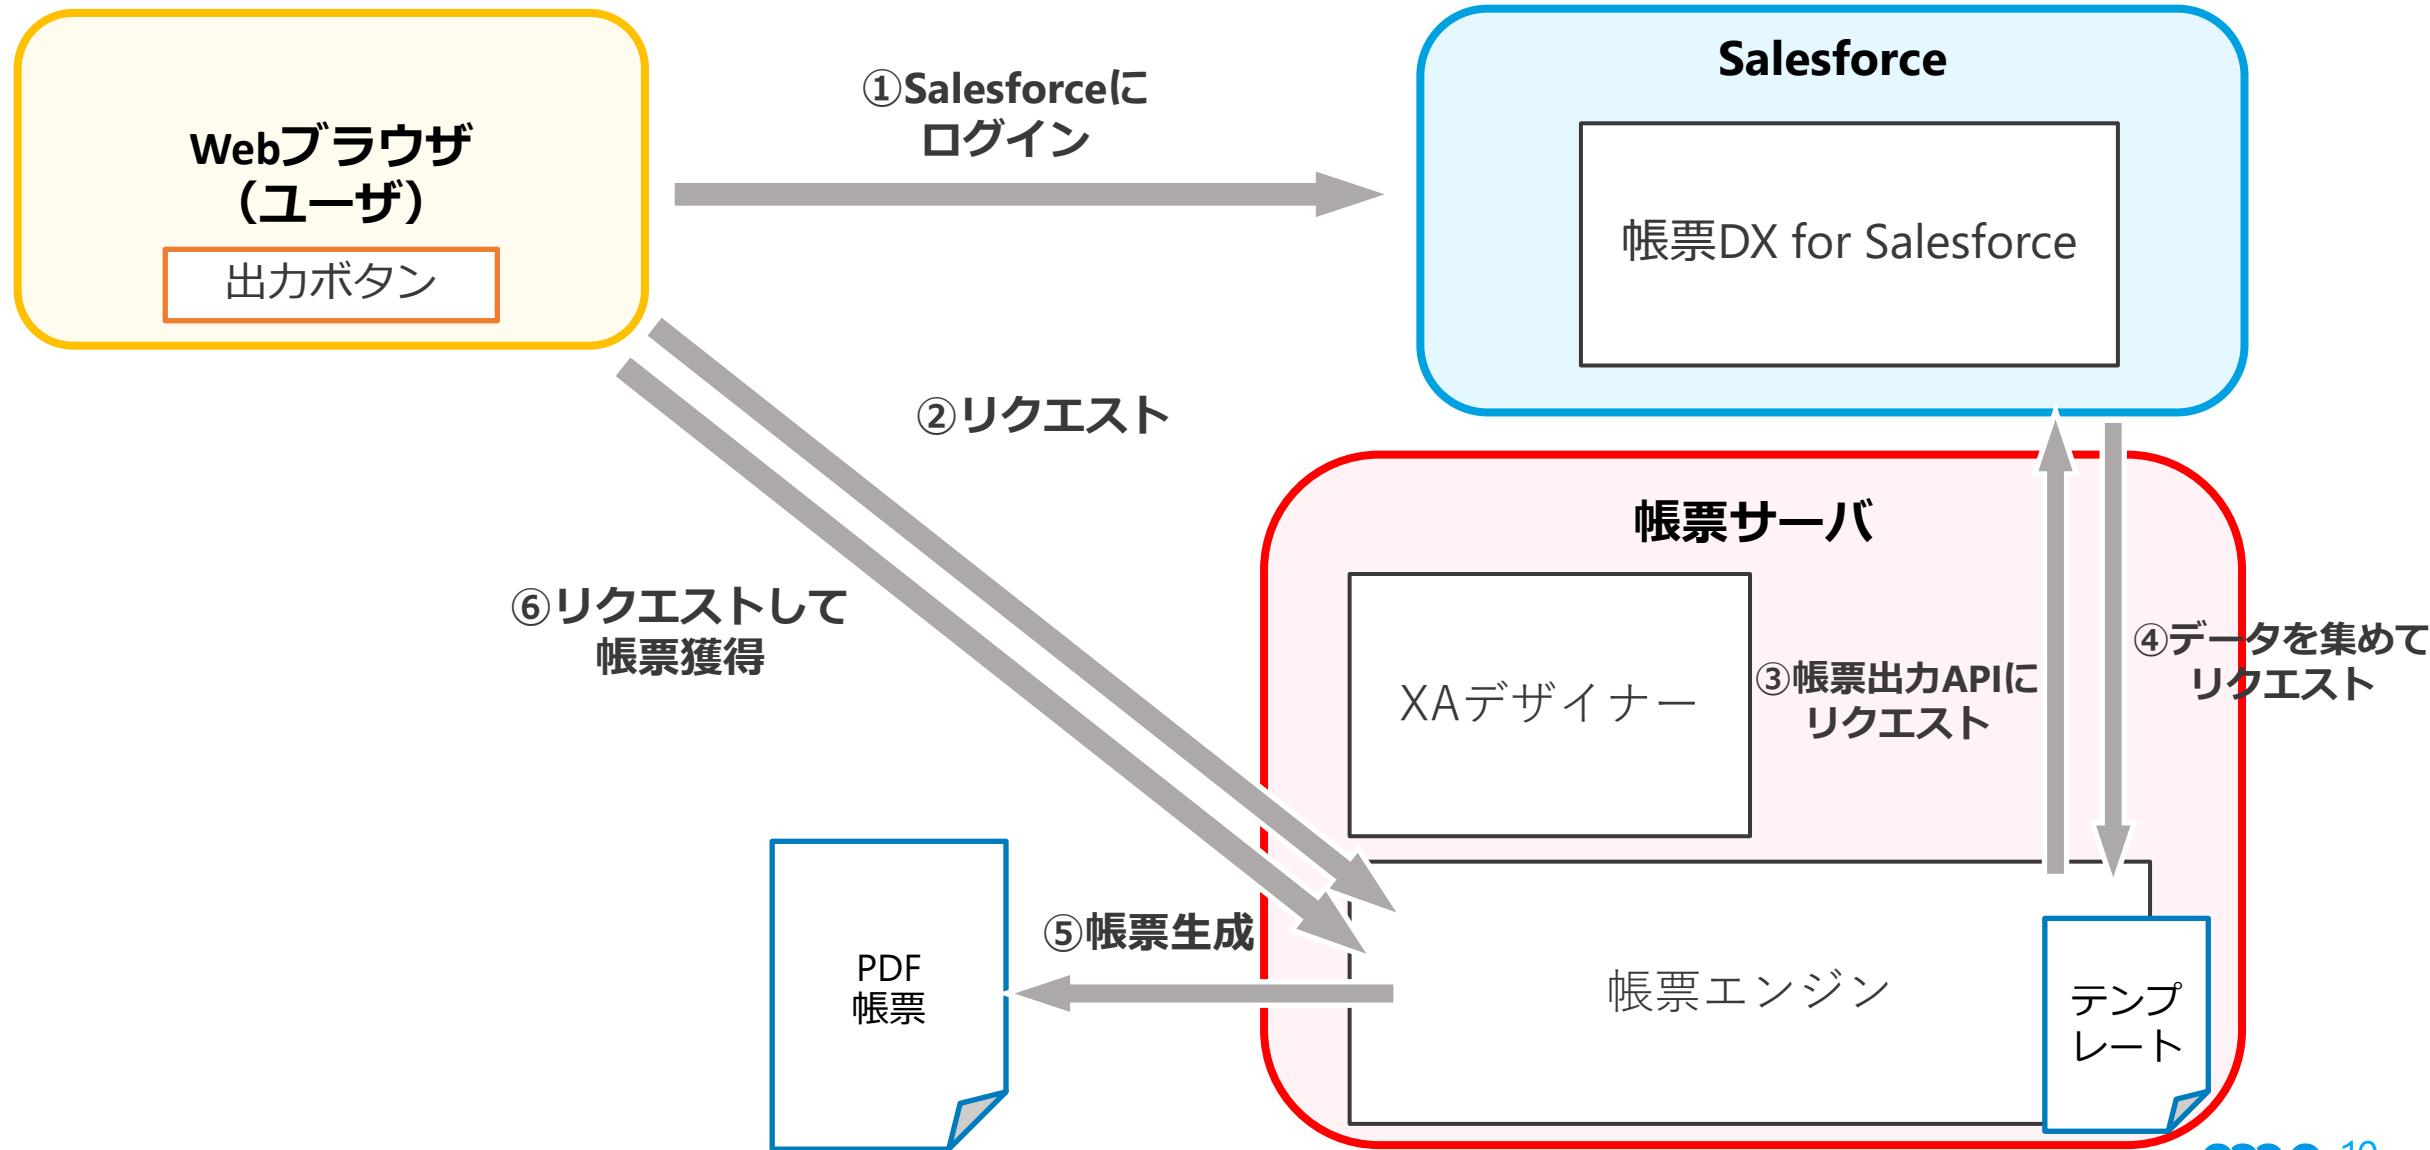 Webブラウザ
（ユーザ）
出力ボタン
①Salesforceに
ログイン
Salesforce
帳票DX for Salesforce
②リクエスト
⑥リクエストして
帳票獲得
帳票サーバ
XAデザイナー
③帳票出力APIに
リクエスト
④データを集めて
リクエスト
⑤帳票生成
PDF
帳票
帳票エンジン
テンプ
レート